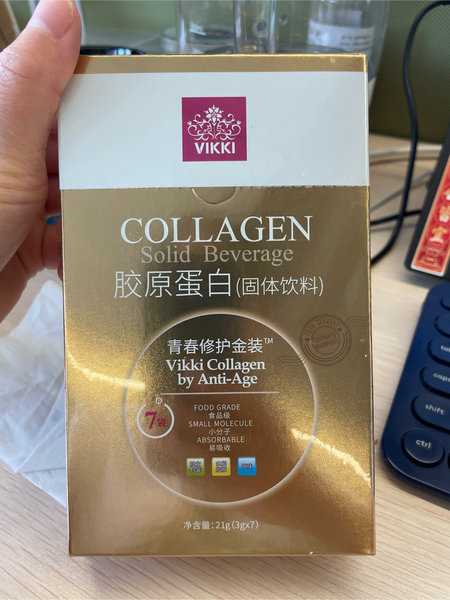 VIKKI
COLLAGEN
Solid Beverage
胶原蛋白(固体饮料)
青春修护金装™
Vikki Collagen
by Anti-Age
7袋
FOOD GRADE
食品级
SMALL MOLECULE
小分子
ABSORBABLE
易吸收
净含量:21g(3gx7)
caps
shift
ctrl